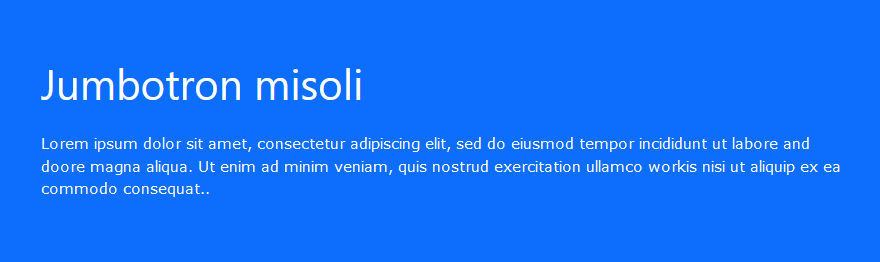 Jumbotron misoli
Lorem ipsum dolor sit amet, consectetur adipiscing elit, sed do eiusmod tempor incididunt ut labore and
doore magna aliqua. Ut enim ad minim veniam, quis nostrud exercitation ullamco workis nisi ut aliquip ex ea
commodo consequat..